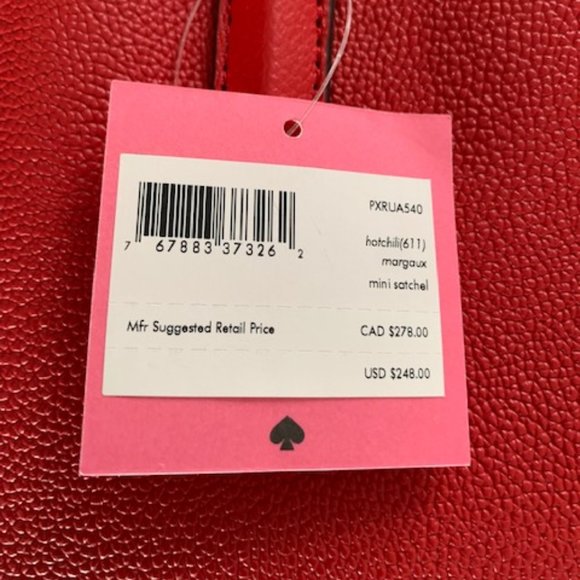 PXRUA540
7 67883 37326 2
hotchili(611)
margaux
mini satchel
Mfr Suggested Retail Price CAD $278.00
USD $248.00